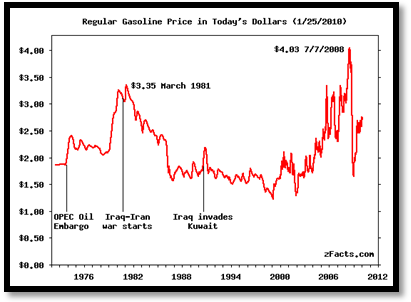 Regular Gasoline Price in Today's Dollars (1/25/2010)
$4.00
$4.03 7/7/2008
$3.50
$3.35 March 1981
$3.00
$2.50
$2.00
$1.50
$1.00
OPEC Oil
Embargo
Iraq-Iran
war starts
Iraq invades
Kuwait
$0.50
zFacts.com
$0.00
1976
1982
1988
1994
2000
2006
2012